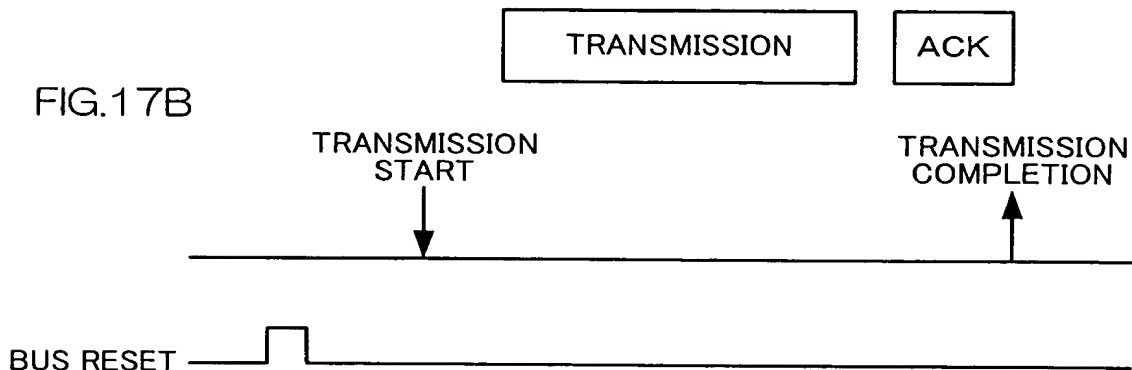 TRANSMISSION
ACK
FIG.17B
TRANSMISSION
START
TRANSMISSION
COMPLETION
BUS RESET